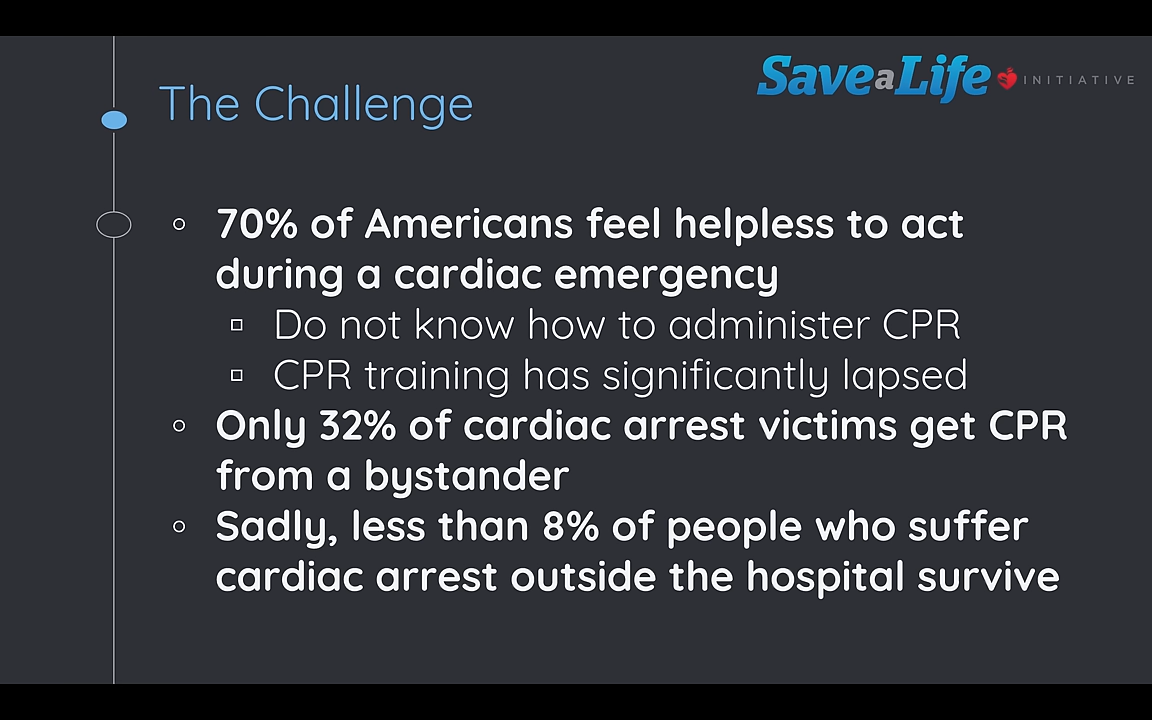 SaveaLife INITIATIVE
The Challenge
70% of Americans feel helpless to act
during a cardiac emergency
Do not know how to administer CPR
CPR training has significantly lapsed
Only 32% of cardiac arrest victims get CPR
from a bystander
Sadly, less than 8% of people who suffer
cardiac arrest outside the hospital survive